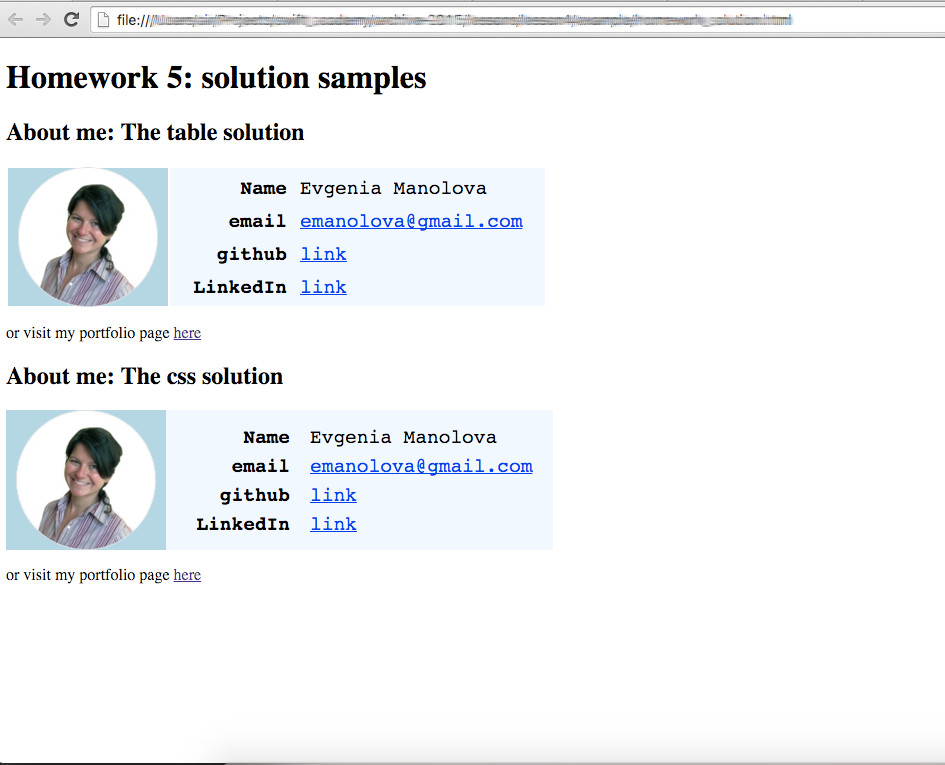 file:///
Homework 5: solution samples
About me: The table solution
Name Evgenia Manolova
email emanolova@gmail.com
github link
LinkedIn link
or visit my portfolio page here
About me: The css solution
Name Evgenia Manolova
email emanolova@gmail.com
github link
LinkedIn link
or visit my portfolio page here